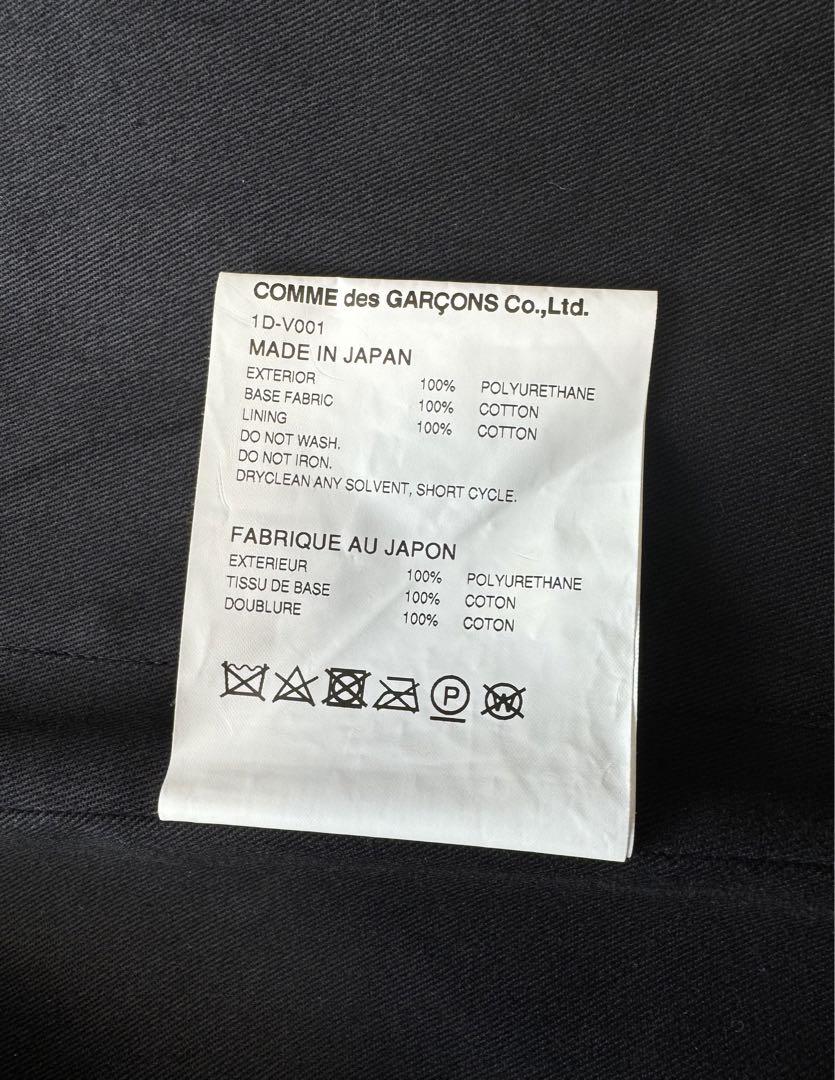 COMME des GARÇONS Co.,Ltd.
1D-V001
MADE IN JAPAN
EXTERIOR 100% POLYURETHANE
BASE FABRIC 100% COTTON
LINING 100% COTTON
DO NOT WASH.
DO NOT IRON.
DRYCLEAN ANY SOLVENT, SHORT CYCLE.
FABRIQUE AU JAPON
EXTERIEUR 100% POLYURETHANE
TISSU DE BASE 100% COTON
DOUBLURE 100% COTON
P W